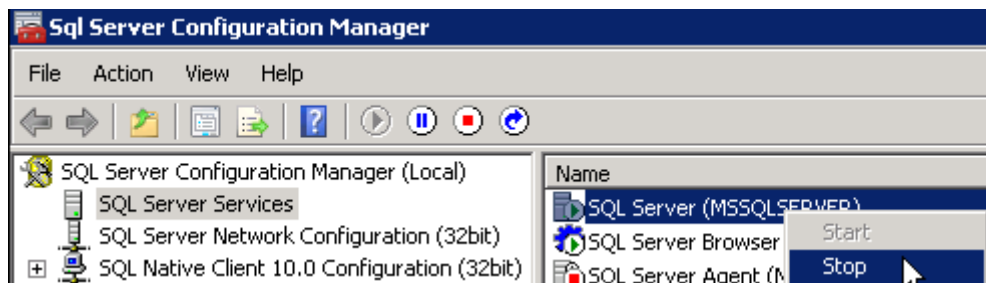 Sql Server Configuration Manager
File Action View Help
SQL Server Configuration Manager (Local)
SQL Server Services
SQL Server Network Configuration (32bit)
SQL Native Client 10.0 Configuration (32bit)
Name
SQL Server (MSSQLSERVER)
SQL Server Browser
SQL Server Agent (M
Start
Stop